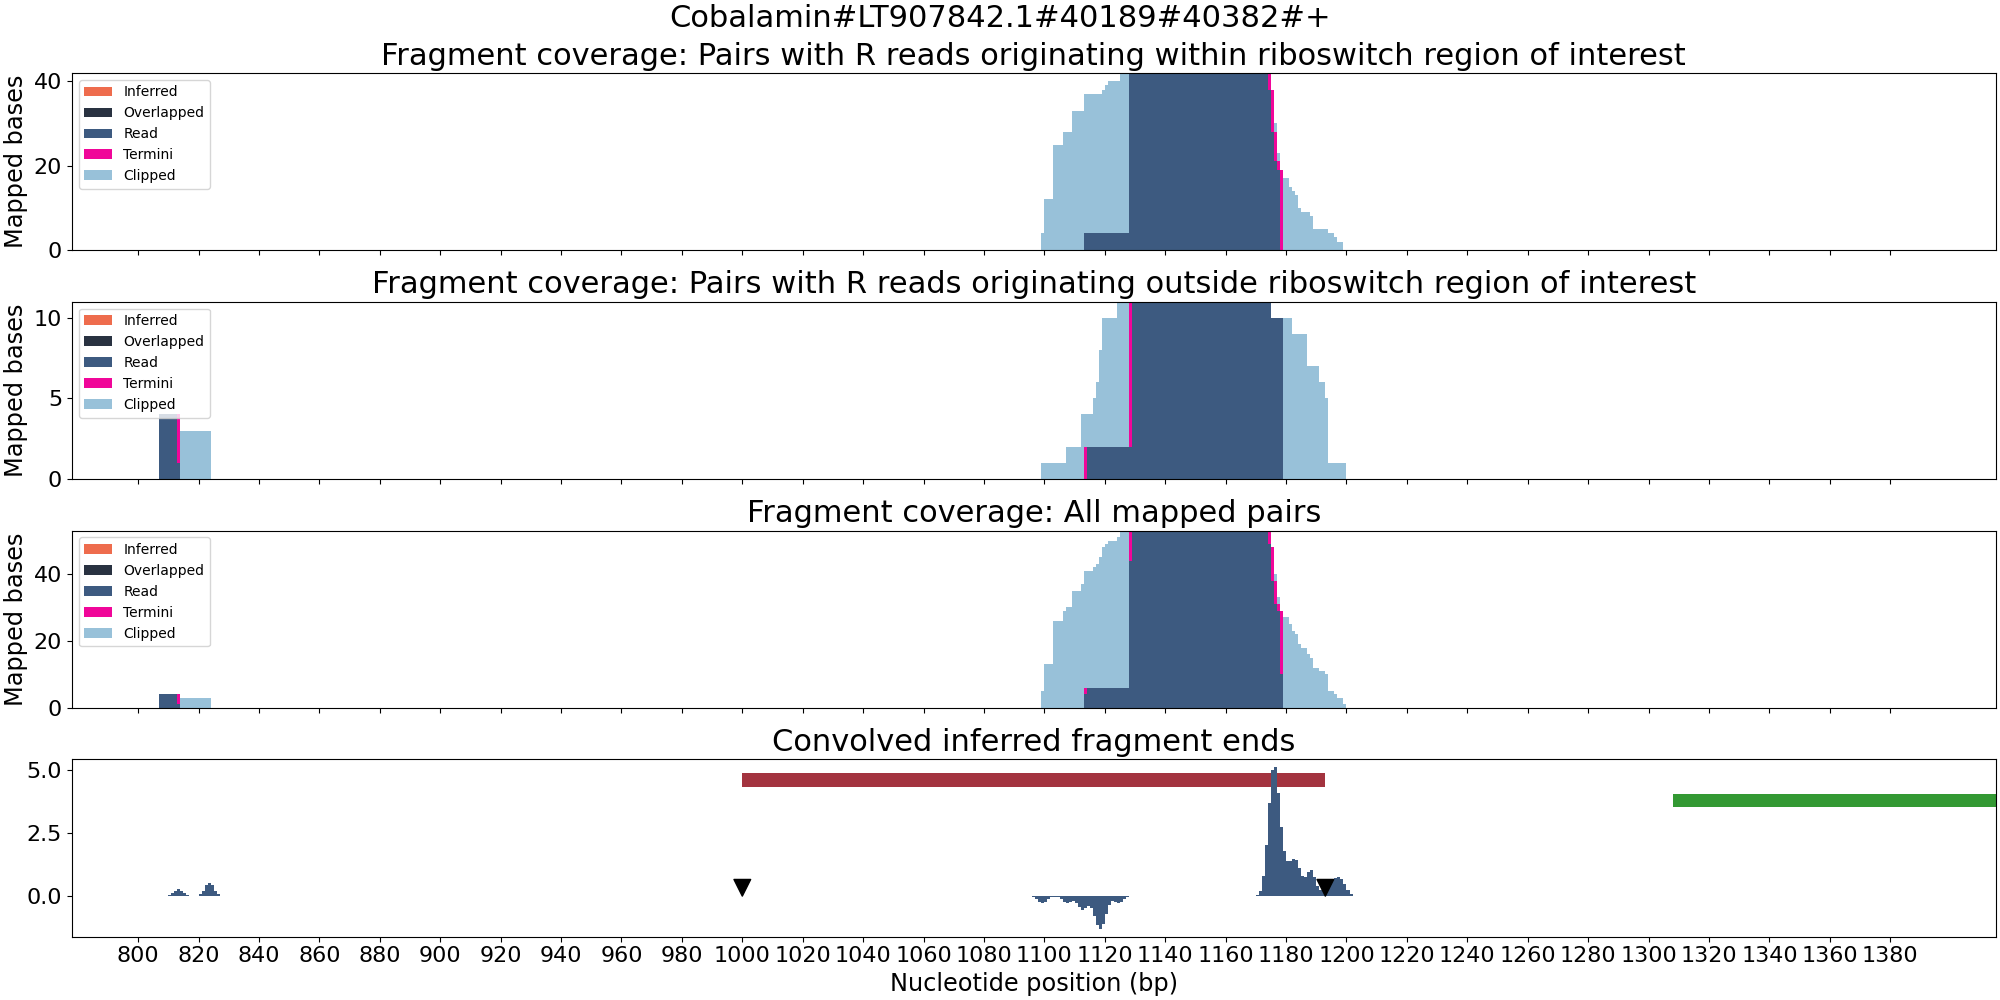 Cobalamin#LT907842.1#40189#40382#+
Fragment coverage: Pairs with R reads originating within riboswitch region of interest
Mapped bases
40
20
0
Inferred
Overlapped
Read
Termini
Clipped
Fragment coverage: Pairs with R reads originating outside riboswitch region of interest
Mapped bases
10
5
0
Inferred
Overlapped
Read
Termini
Clipped
Fragment coverage: All mapped pairs
Mapped bases
40
20
0
Inferred
Overlapped
Read
Termini
Clipped
Convolved inferred fragment ends
5.0
2.5
0.0
800 820 840 860 880 900 920 940 960 980 1000 1020 1040 1060 1080 1100 1120 1140 1160 1180 1200 1220 1240 1260 1280 1300 1320 1340 1360 1380
Nucleotide position (bp)